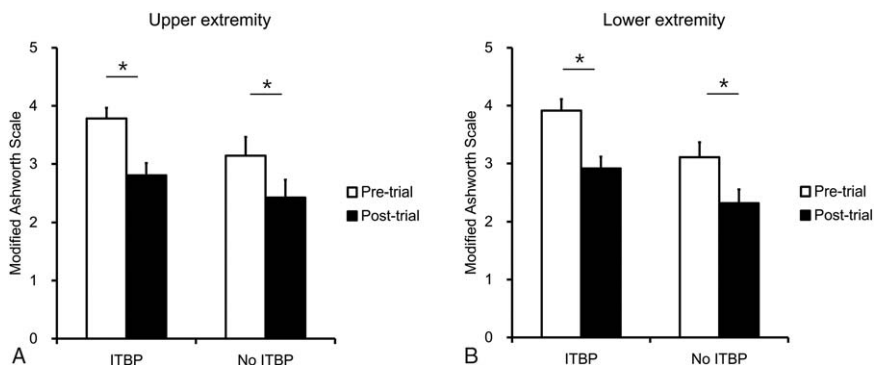 Upper extremity
5
4
3
2
1
0
Modified Ashworth Scale
*
*
Pre-trial
Post-trial
ITBP
No ITBP
A
Lower extremity
5
4
3
2
1
0
Modified Ashworth Scale
*
*
Pre-trial
Post-trial
ITBP
No ITBP
B